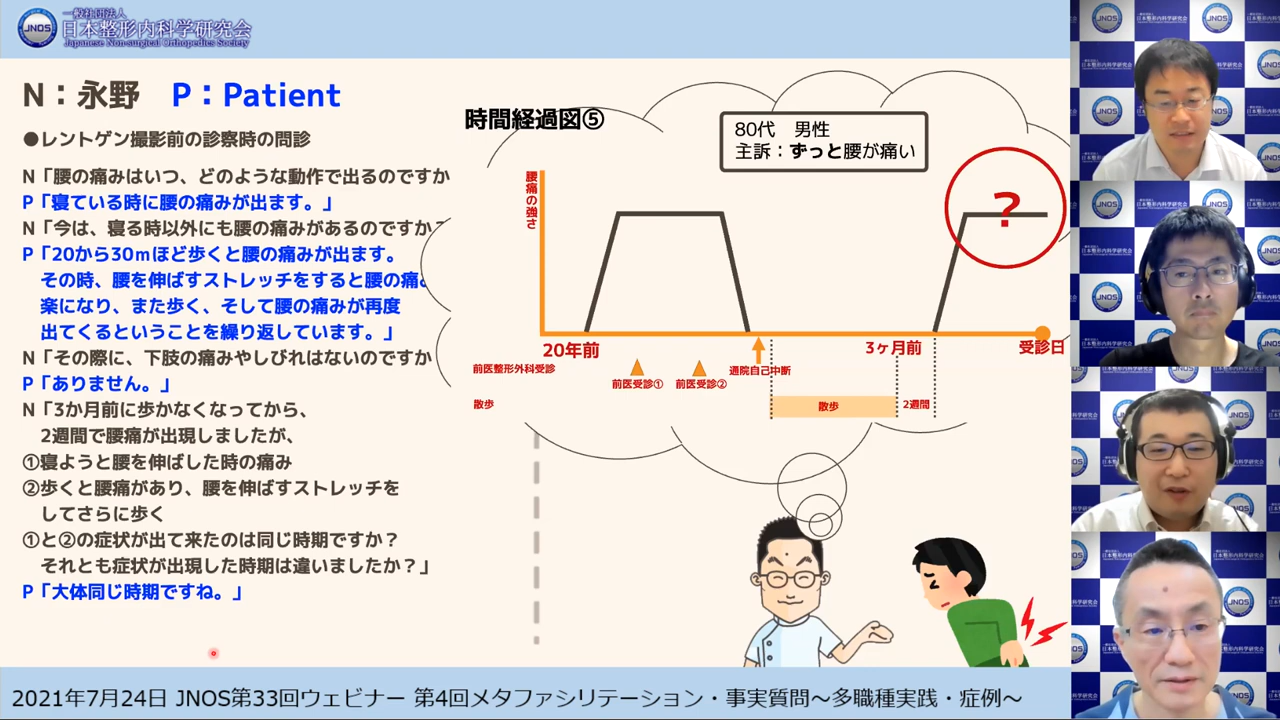 一般社団法人
日本整形内科学研究会
Japanese Non-surgical Orthopedics Society
JNOS
N：永野　P：Patient
●レントゲン撮影前の診察時の問診
N「腰の痛みはいつ、どのような動作で出るのですか
P「寝ている時に腰の痛みが出ます。」
N「今は、寝る時以外にも腰の痛みがあるのですか
P「20から30mほど歩くと腰の痛みが出ます。
その時、腰を伸ばすストレッチをすると腰の痛
楽になり、また歩く、そして腰の痛みが再度
出てくるということを繰り返しています。」
N「その際に、下肢の痛みやしびれはないのですか
P「ありません。」
N「3か月前に歩かなくなってから、
2週間で腰痛が出現しましたが、
①寝ようと腰を伸ばした時の痛み
②歩くと腰痛があり、腰を伸ばすストレッチを
してさらに歩く
①と②の症状が出て来たのは同じ時期ですか？
それとも症状が出現した時期は違いましたか？」
P「大体同じ時期ですね。」
時間経過図⑤
80代　男性
主訴：ずっと腰が痛い
腰痛の強さ
?
20年前
3ヶ月前
受診日
前医整形外科受診
前医受診①
前医受診②
通院自己中断
散歩
散歩
2週間
2021年7月24日 JNOS第33回ウェビナー 第4回メタファシリテーション・事実質問～多職種実践・症例～